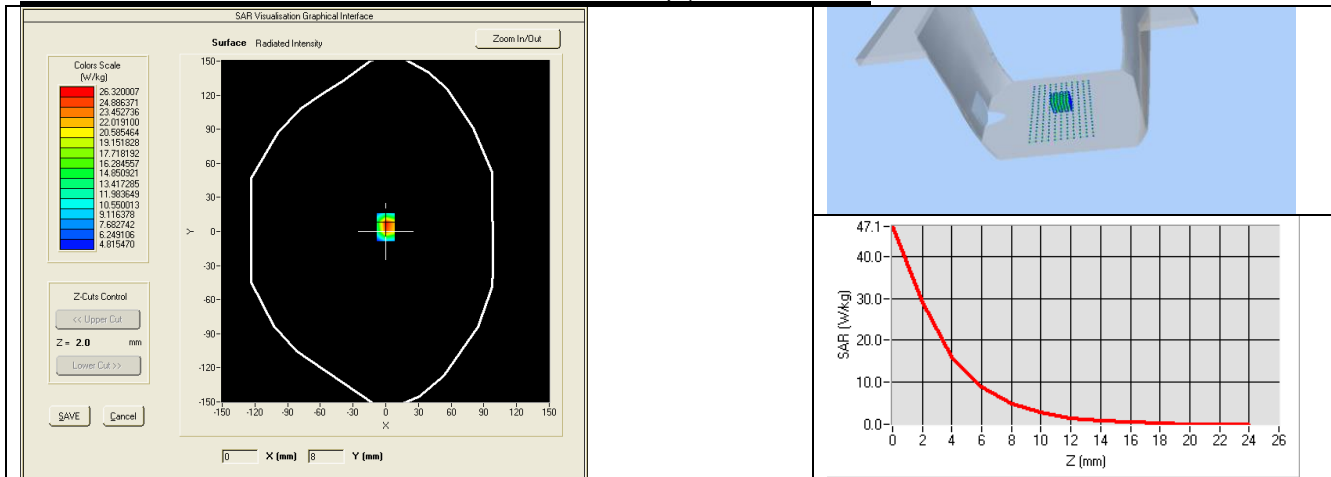 SAR Visualisation Graphical Interface
Surface Radiated Intensity
Zoom In/Out
Colors Scale
(W/kg)
26.320007
24.886371
23.452736
22.019100
20.585464
19.151828
17.718192
16.284557
14.850921
13.417285
11.983649
10.550013
9.116378
7.682742
6.249106
4.815470
Z-Cuts Control
<< Upper Cut
Z = 2.0 mm
Lower Cut >>
SAVE Cancel
150
120
90
60
30
0
-30
-60
-90
-120
-150
Y
-150 -120 -90 -60 -30 0 30 60 90 120 150
X
0 X (mm) 8 Y (mm)
47.1
40.0
30.0
20.0
10.0
0.0
SAR (W/kg)
0 2 4 6 8 10 12 14 16 18 20 22 24 26
Z (mm)